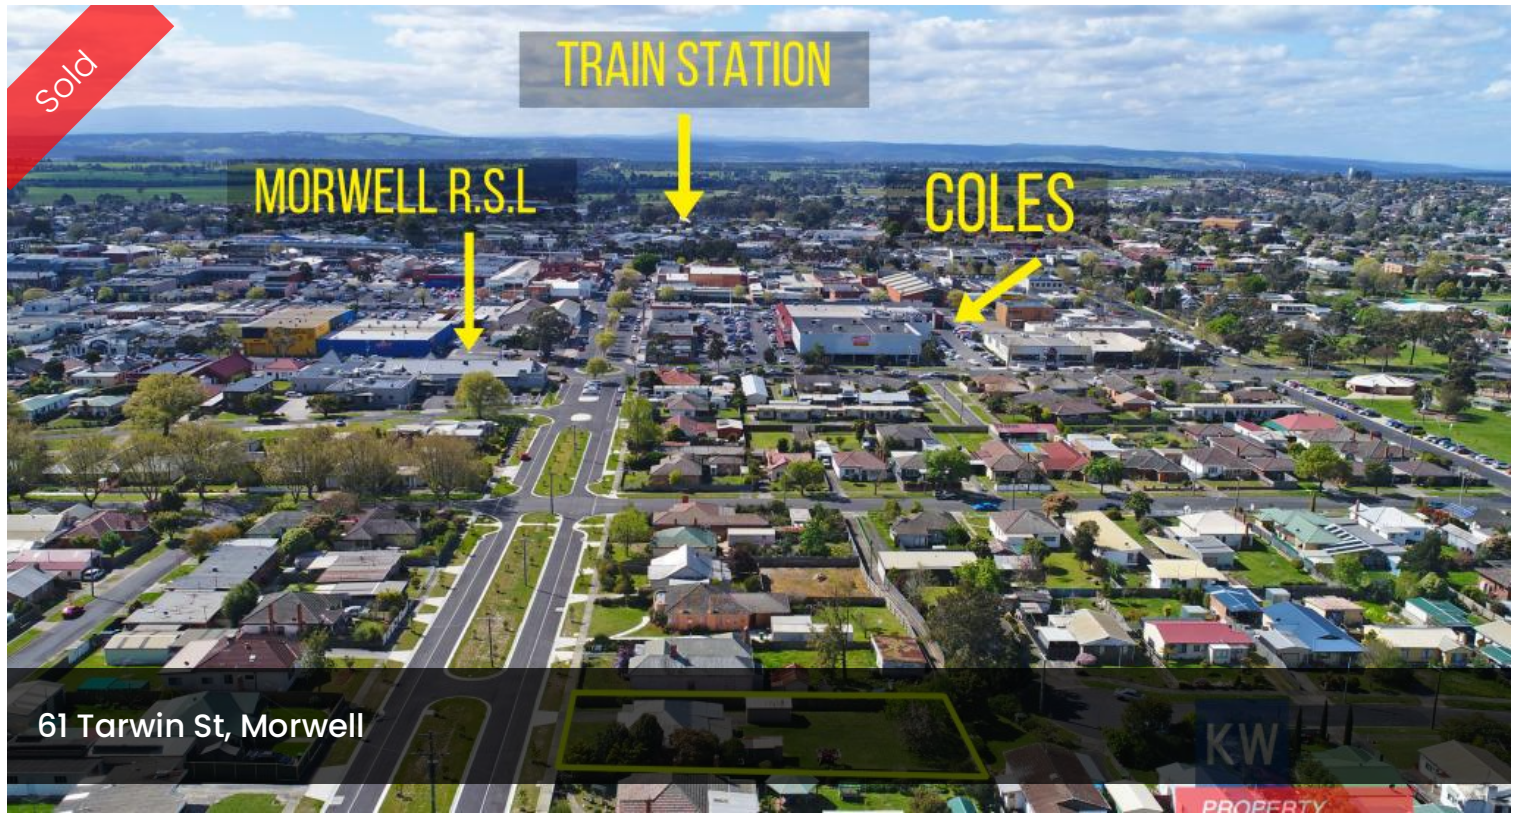 Sold
TRAIN STATION
MORWELL R.S.L
COLES
61 Tarwin St, Morwell
KW
PROPERTY